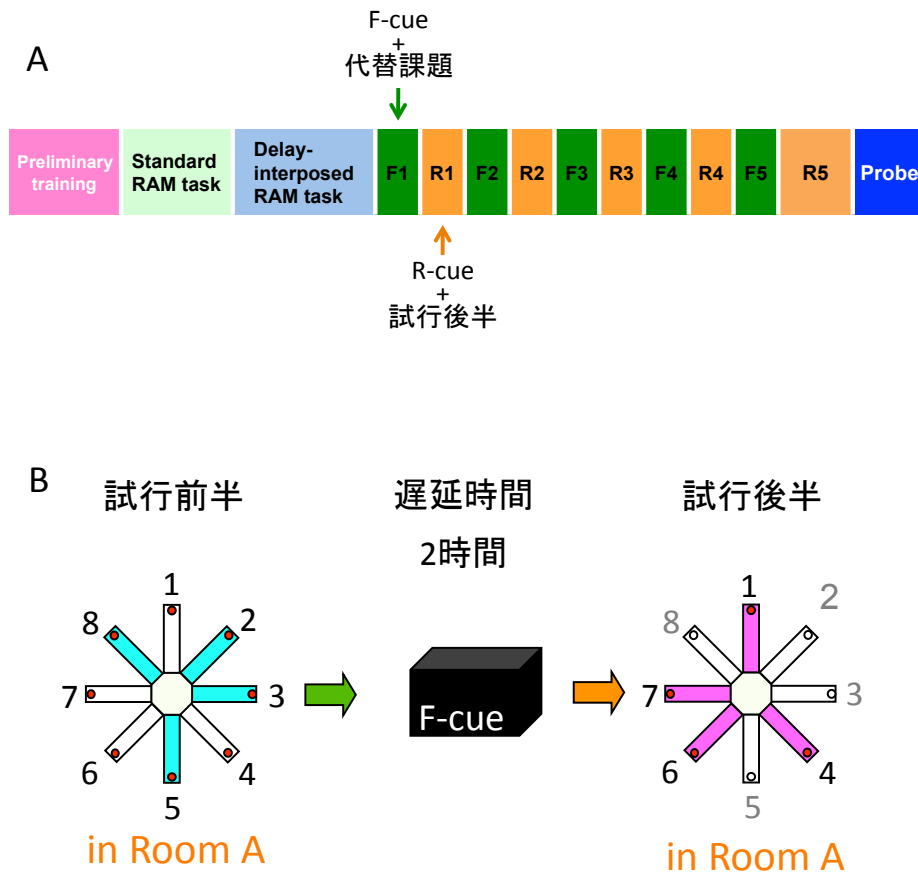 A
F-cue
+
代替課題
Preliminary
training
Standard
RAM task
Delay-
interposed
RAM task
F1
R1
F2
R2
F3
R3
F4
R4
F5
R5
Probe
R-cue
+
試行後半
B
試行前半
遅延時間
2時間
試行後半
1
2
3
4
5
6
7
8
F-cue
1
2
3
4
5
6
7
8
in Room A
in Room A